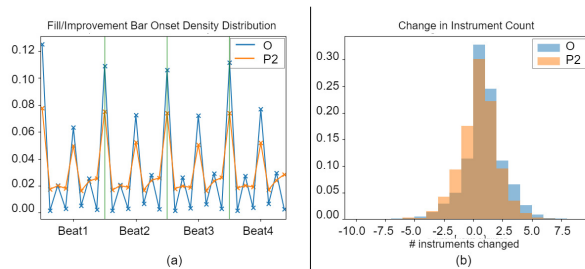 Fill/Improvement Bar Onset Density Distribution
O
P2
0.12
0.10
0.08
0.06
0.04
0.02
0.00
Beat1 Beat2 Beat3 Beat4
(a)
Change in Instrument Count
O
P2
0.30
0.25
0.20
0.15
0.10
0.05
0.00
-10.0 -7.5 -5.0 -2.5 0.0 2.5 5.0 7.5
# instruments changed
(b)